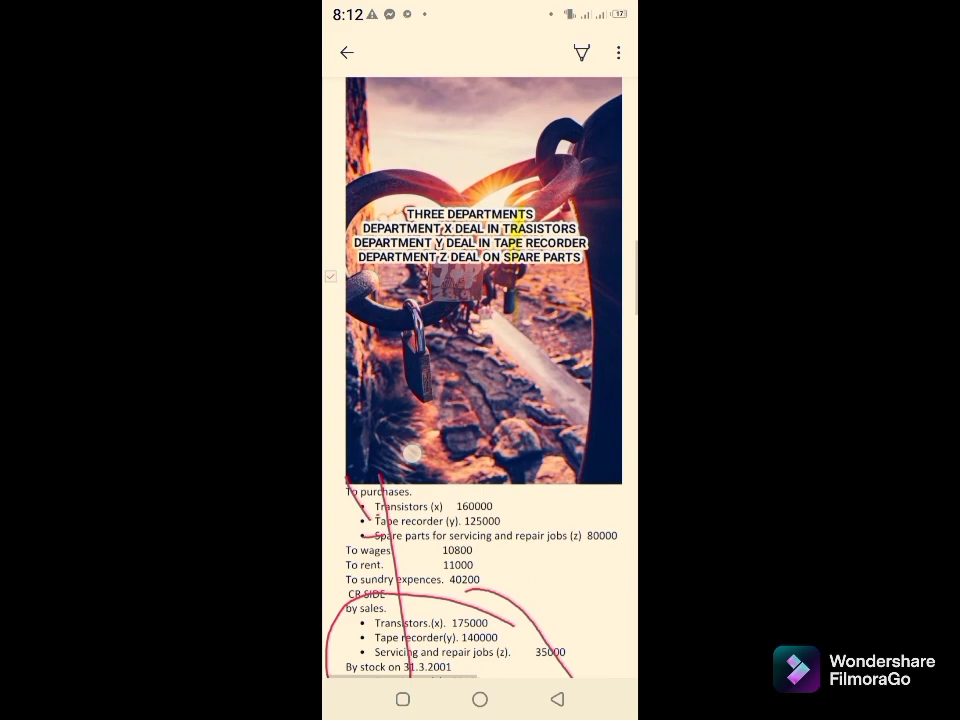 8:12
17
THREE DEPARTMENTS
DEPARTMENT X DEAL IN TRASISTORS
DEPARTMENT Y DEAL IN TAPE RECORDER
DEPARTMENT Z DEAL ON SPARE PARTS
To purchases.
• Transistors (x) 160000
• Tape recorder (y). 125000
• Spare parts for servicing and repair jobs (z) 80000
To wages 10800
To rent. 11000
To sundry expences. 40200
CR SIDE
by sales.
• Transistors.(x). 175000
• Tape recorder(y). 140000
• Servicing and repair jobs (z). 35000
By stock on 31.3.2001
Wondershare
FilmoraGo